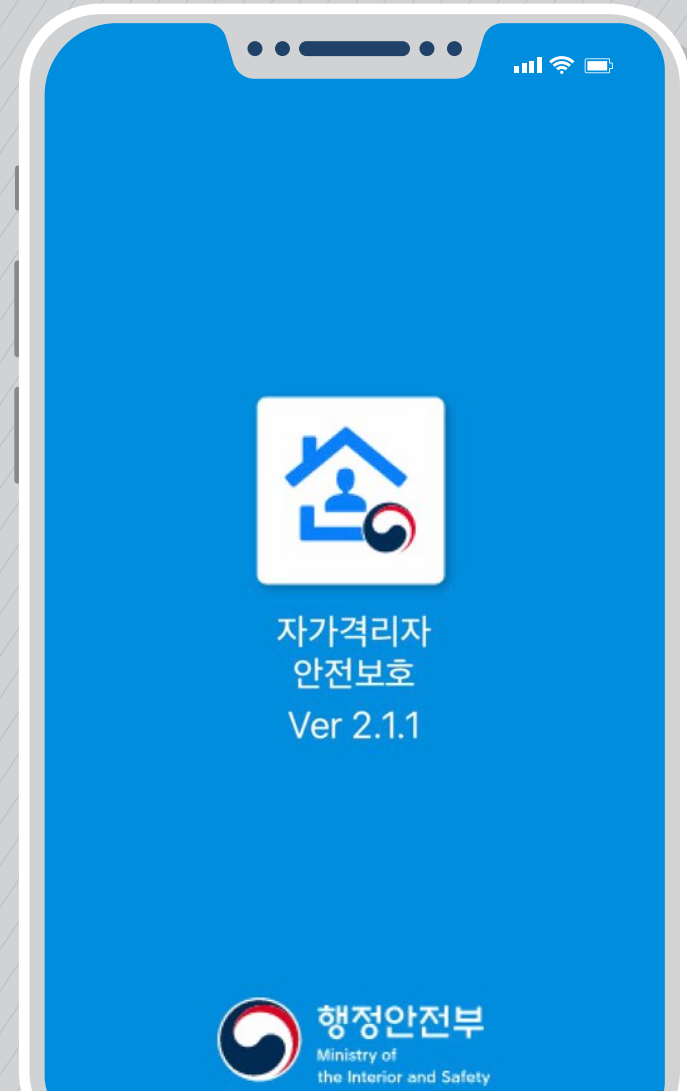 자가격리자
안전보호
Ver 2.1.1
행정안전부
Ministry of
the Interior and Safety